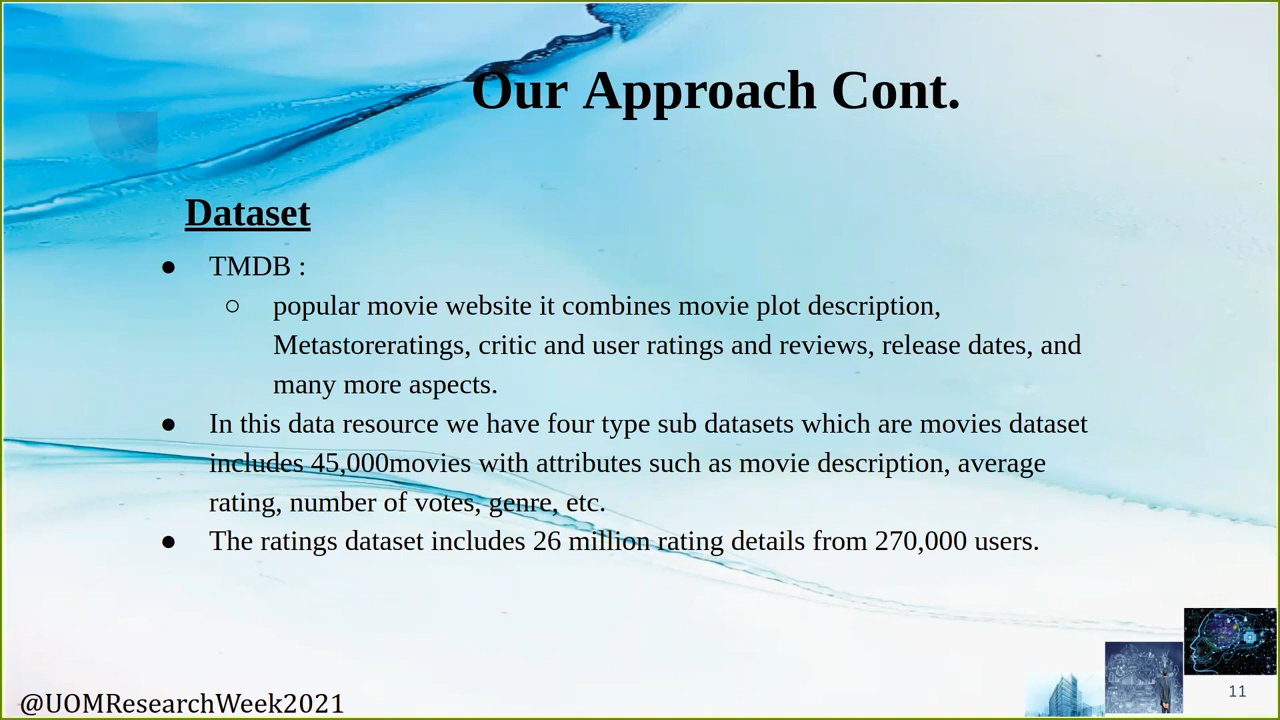 Our Approach Cont.
Dataset
● TMDB :
○ popular movie website it combines movie plot description,
Metastoreratings, critic and user ratings and reviews, release dates, and
many more aspects.
● In this data resource we have four type sub datasets which are movies dataset
includes 45,000movies with attributes such as movie description, average
rating, number of votes, genre, etc.
● The ratings dataset includes 26 million rating details from 270,000 users.
@UOMResearchWeek2021
11